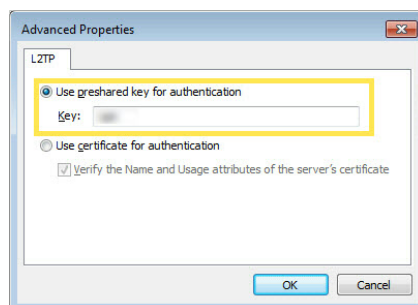 Advanced Properties
L2TP
Use preshared key for authentication
Key:
Use certificate for authentication
Verify the Name and Usage attributes of the server's certificate
OK Cancel